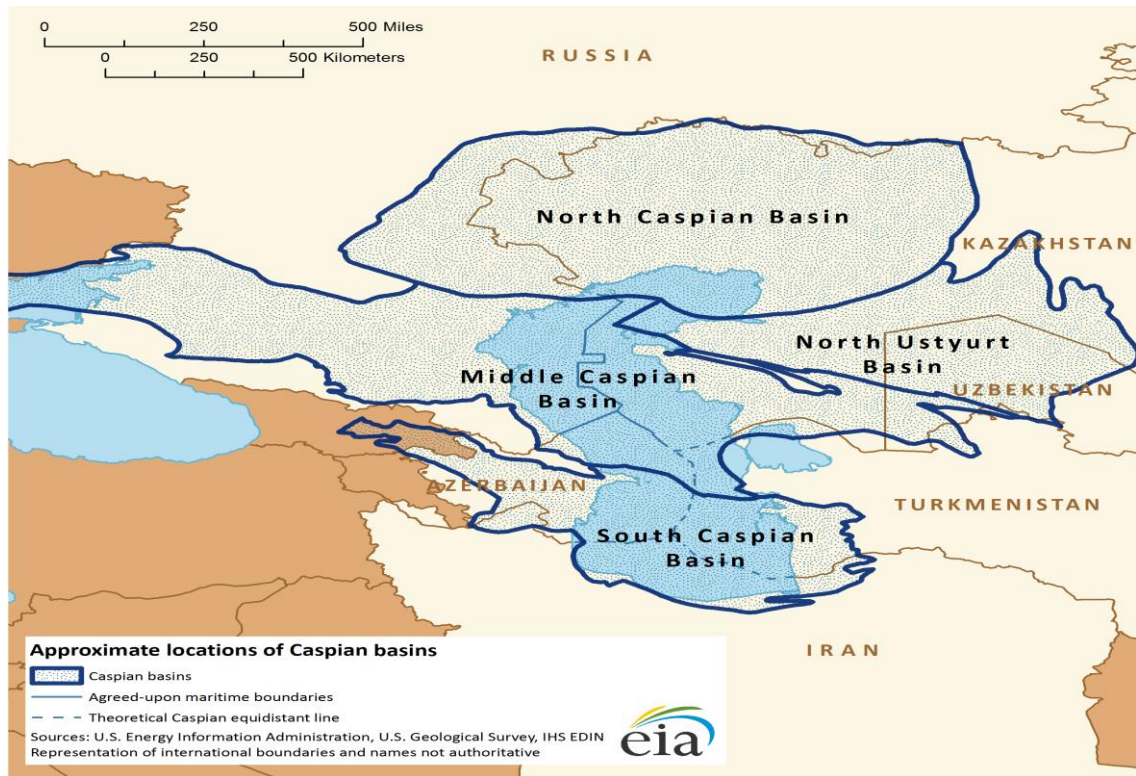 0 250 500 Miles
0 250 500 Kilometers
RUSSIA
North Caspian Basin
KAZAKHSTAN
North Ustyurt
Basin
Middle Caspian
Basin
UZBEKISTAN
AZERBAIJAN
TURKMENISTAN
South Caspian
Basin
IRAN
Approximate locations of Caspian basins
Caspian basins
Agreed-upon maritime boundaries
Theoretical Caspian equidistant line
Sources: U.S. Energy Information Administration, U.S. Geological Survey, IHS EDIN
Representation of international boundaries and names not authoritative
eia